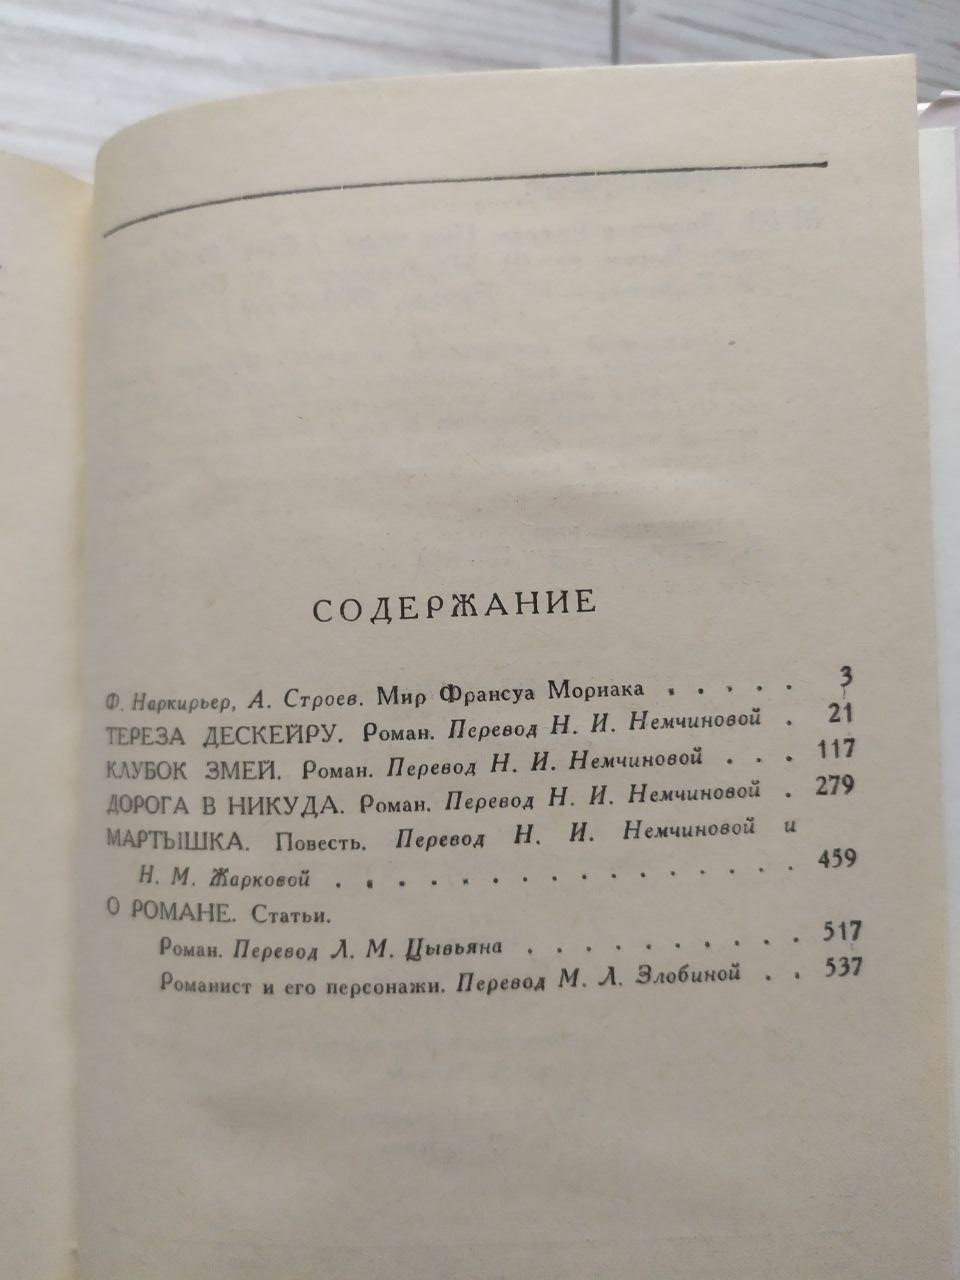 СОДЕРЖАНИЕ
Ф. Наркирьер, А. Строев. Мир Франсуа Мориака . . . . . 3
ТЕРЕЗА ДЕСКЕЙРУ. Роман. Перевод Н. И. Немчиновой . 21
КЛУБОК ЗМЕЙ. Роман. Перевод Н. И. Немчиновой . . . 117
ДОРОГА В НИКУДА. Роман. Перевод Н. И. Немчиновой . 279
МАРТЫШКА. Повесть. Перевод Н. И. Немчиновой и
Н. М. Жарковой . . . . . . . . . . . . . . . 459
О РОМАНЕ. Статьи.
Роман. Перевод Л. М. Цывьяна . . . . . . . . . . 517
Романист и его персонажи. Перевод М. Л. Злобиной . . 537